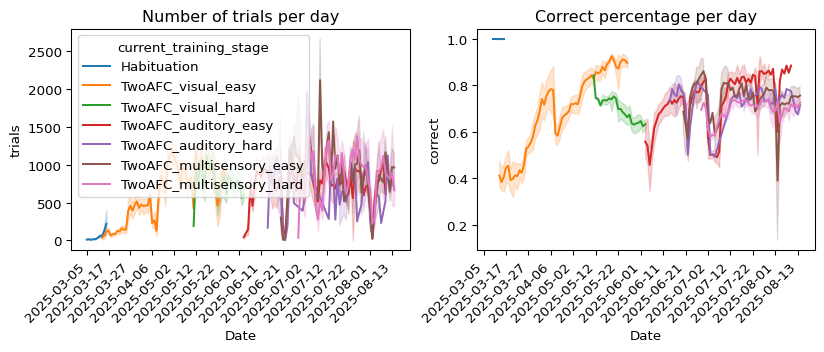 Number of trials per day
trials
2500
2000
1500
1000
500
0
current_training_stage
Habituation
TwoAFC_visual_easy
TwoAFC_visual_hard
TwoAFC_auditory_easy
TwoAFC_auditory_hard
TwoAFC_multisensory_easy
TwoAFC_multisensory_hard
2025-03-05
2025-03-17
2025-03-27
2025-04-06
2025-05-02
2025-05-12
2025-05-22
2025-06-01
2025-06-11
2025-06-21
2025-07-02
2025-07-12
2025-07-22
2025-08-01
2025-08-13
Date
Correct percentage per day
correct
1.0
0.8
0.6
0.4
0.2
2025-03-05
2025-03-17
2025-03-27
2025-04-06
2025-05-02
2025-05-12
2025-05-22
2025-06-01
2025-06-11
2025-06-21
2025-07-02
2025-07-12
2025-07-22
2025-08-01
2025-08-13
Date